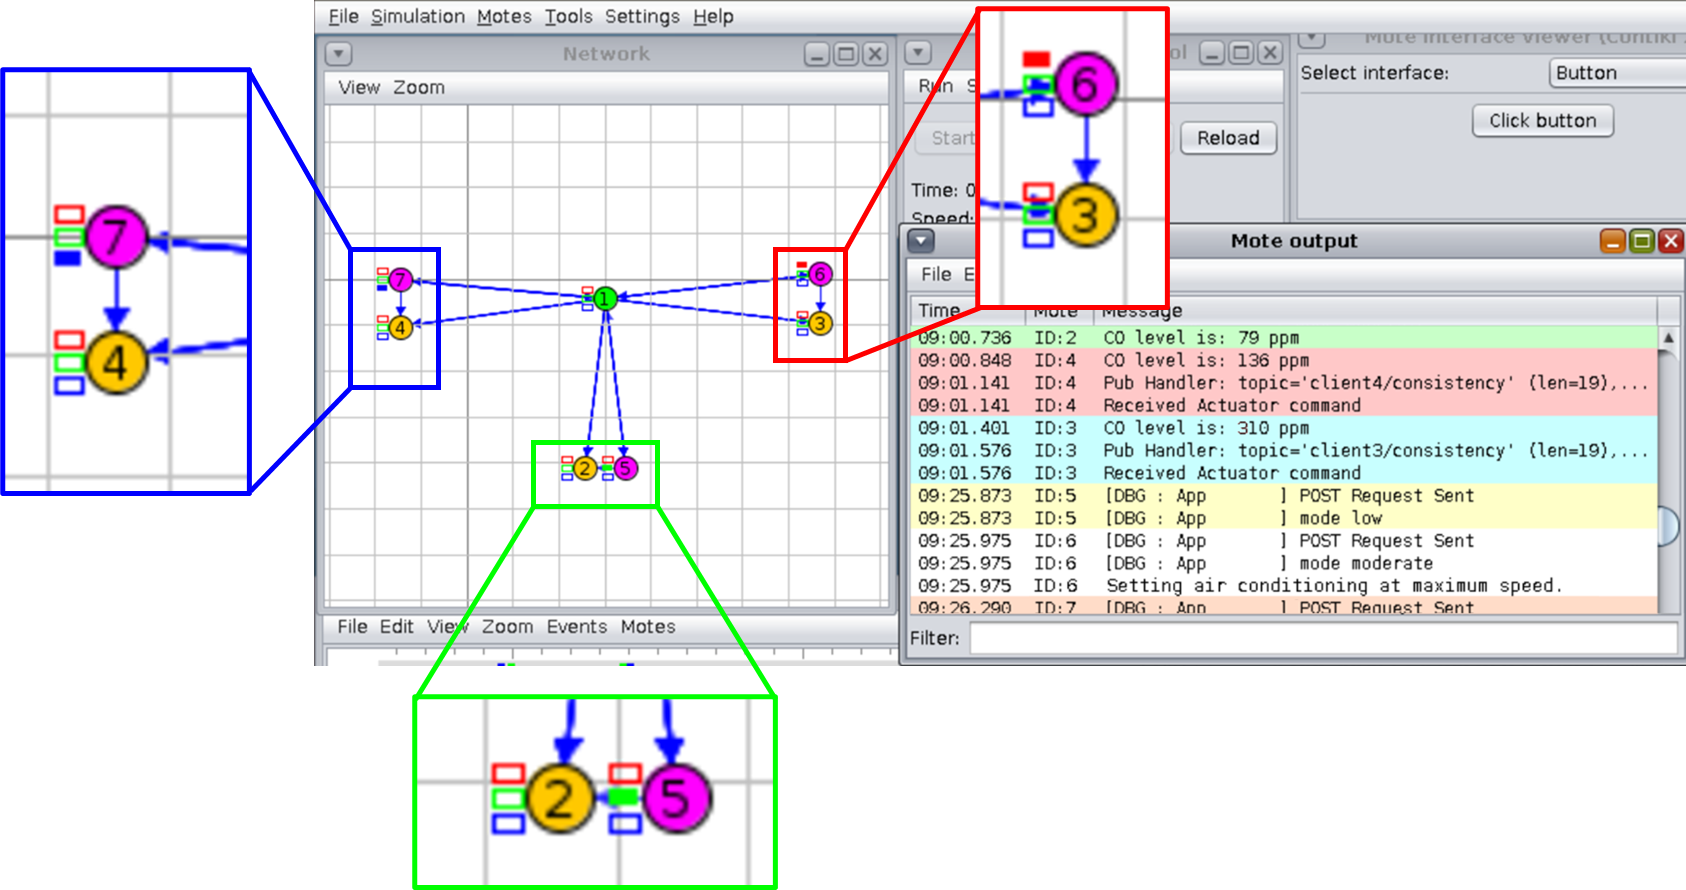 File Simulation Motes Tools Settings Help
Network
View Zoom
Run
Start
Reload
Time: 0
Speed:
Mote Interface Viewer (Contiki
Select interface: Button
Click button
6
3
7
4
7
4
1
6
3
2 5
Mote output
File E
Time Mote Message
09:00.736 ID:2 CO level is: 79 ppm
09:00.848 ID:4 CO level is: 136 ppm
09:01.141 ID:4 Pub Handler: topic='client4/consistency' (len=19),...
09:01.141 ID:4 Received Actuator command
09:01.401 ID:3 CO level is: 310 ppm
09:01.576 ID:3 Pub Handler: topic='client3/consistency' (len=19),...
09:01.576 ID:3 Received Actuator command
09:25.873 ID:5 [DBG : App ] POST Request Sent
09:25.873 ID:5 [DBG : App ] mode low
09:25.975 ID:6 [DBG : App ] POST Request Sent
09:25.975 ID:6 [DBG : App ] mode moderate
09:25.975 ID:6 Setting air conditioning at maximum speed.
09:26.290 ID:7 [DBG : App ] POST Request Sent
Filter:
File Edit View Zoom Events Motes
2 5